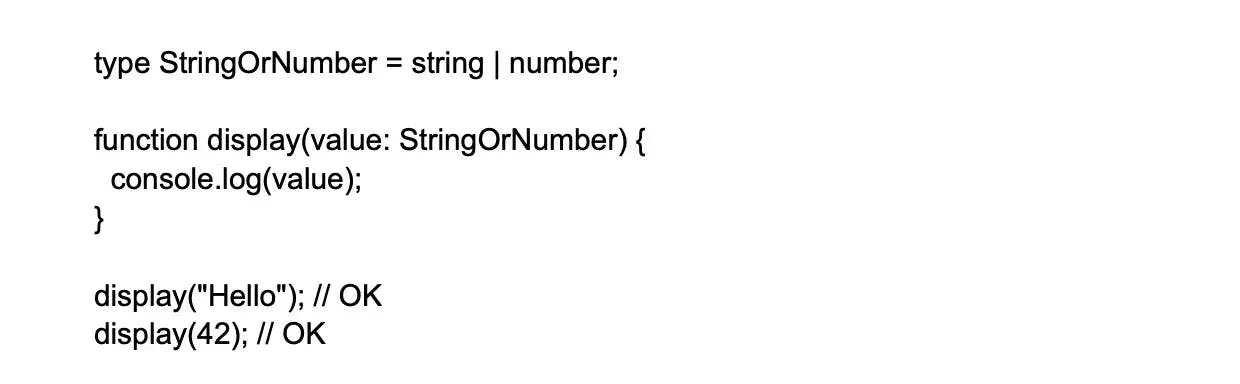 type StringOrNumber = string | number;
function display(value: StringOrNumber) {
console.log(value);
}
display("Hello"); // OK
display(42); // OK